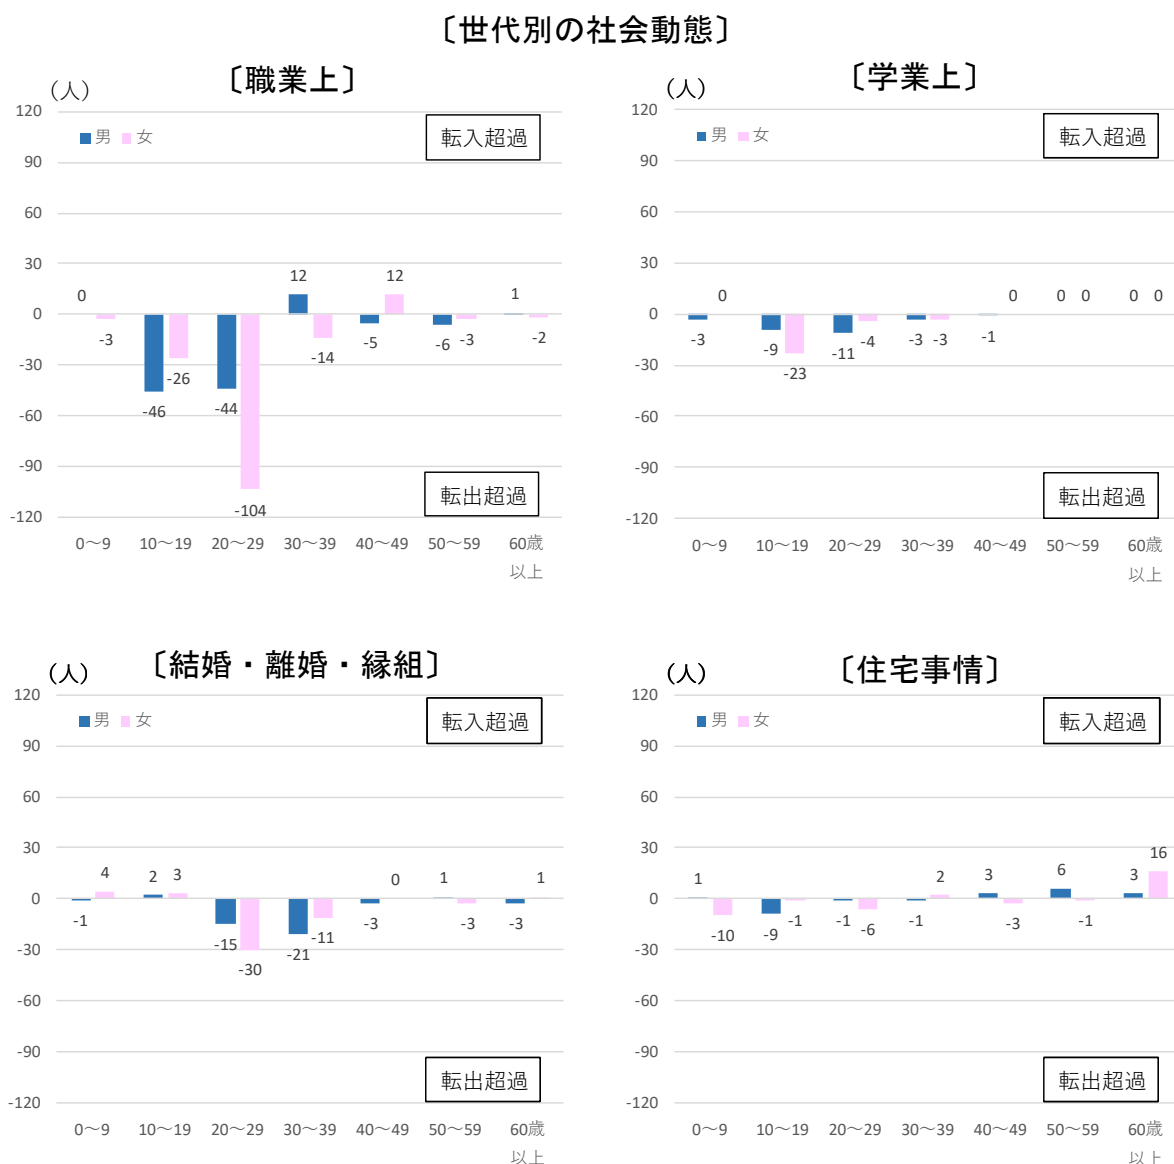 〔世代別の社会動態〕
〔職業上〕
(人)
120
90
60
30
0
-30
-60
-90
-120
男 女
転入超過
0 -3 -46 -26 -44 -104 12 -14 -5 12 -6 -3 1 -2
転出超過
0～9 10～19 20～29 30～39 40～49 50～59 60歳
以上
〔学業上〕
(人)
120
90
60
30
0
-30
-60
-90
-120
男 女
転入超過
-3 0 -9 -23 -11 -4 -3 -3 -1 0 0 0 0 0
転出超過
0～9 10～19 20～29 30～39 40～49 50～59 60歳
以上
〔結婚・離婚・縁組〕
(人)
120
90
60
30
0
-30
-60
-90
-120
男 女
転入超過
-1 4 2 3 -15 -30 -21 -11 -3 0 1 -3 -3 1
転出超過
0～9 10～19 20～29 30～39 40～49 50～59 60歳
以上
〔住宅事情〕
(人)
120
90
60
30
0
-30
-60
-90
-120
男 女
転入超過
1 -10 -9 -1 -1 -6 -1 2 3 -3 6 -1 3 16
転出超過
0～9 10～19 20～29 30～39 40～49 50～59 60歳
以上